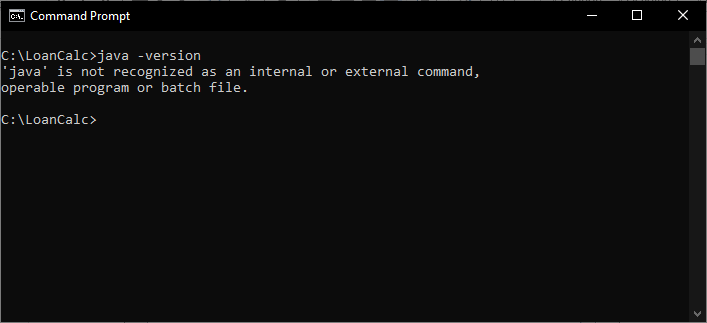 Command Prompt
C:\LoanCalc>java -version
'java' is not recognized as an internal or external command,
operable program or batch file.
C:\LoanCalc>